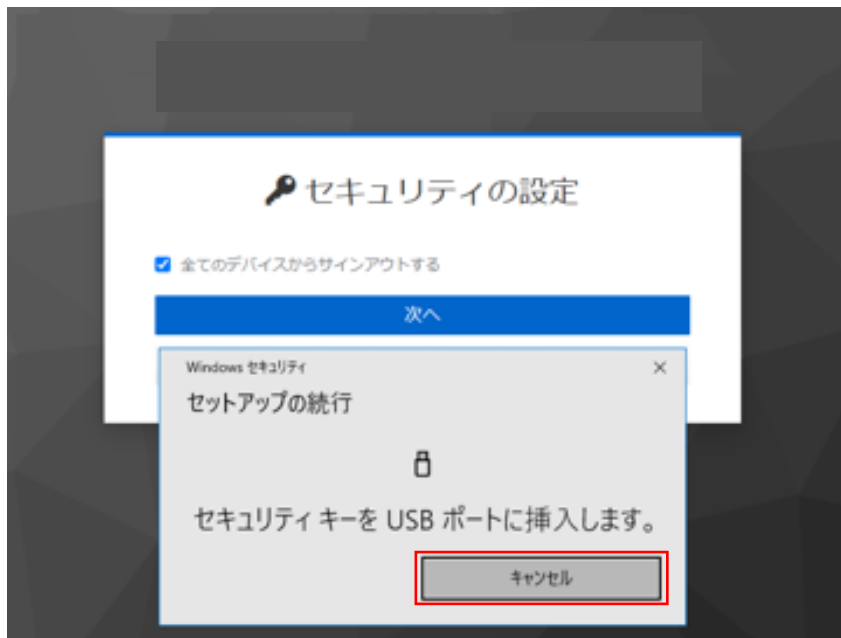 セキュリティの設定
全てのデバイスからサインアウトする
次へ
Windows セキュリティ
セットアップの続行
セキュリティ キーを USB ポートに挿入します。
キャンセル